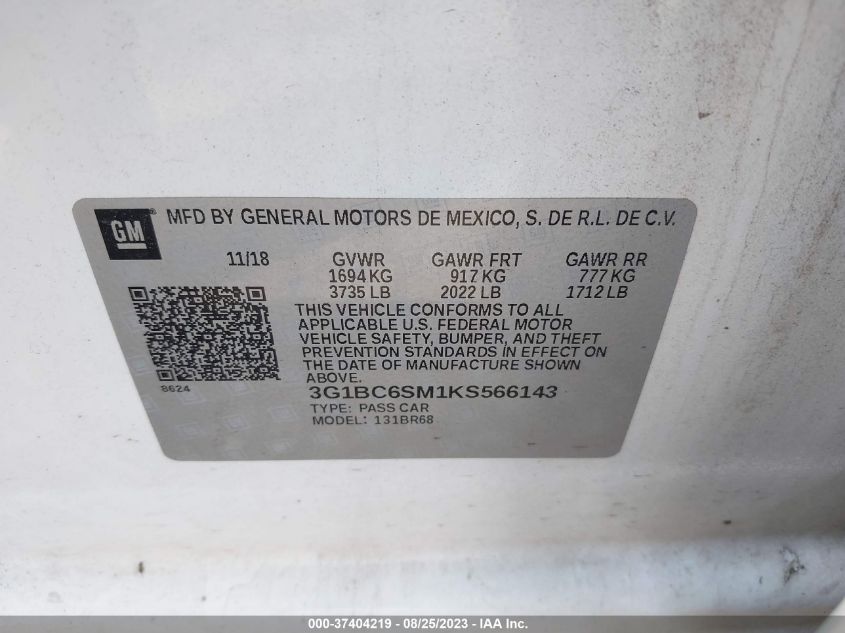 GM
MFD BY GENERAL MOTORS DE MEXICO, S. DE R.L. DE C.V.
11/18 GVWR GAWR FRT GAWR RR
1694 KG 917 KG 777 KG
3735 LB 2022 LB 1712 LB
THIS VEHICLE CONFORMS TO ALL
APPLICABLE U.S. FEDERAL MOTOR
VEHICLE SAFETY, BUMPER, AND THEFT
PREVENTION STANDARDS IN EFFECT ON
THE DATE OF MANUFACTURE SHOWN
ABOVE.
8624
3G1BC6SM1KS566143
TYPE: PASS CAR
MODEL: 131BR68
000-37404219 - 08/25/2023 - IAA Inc.